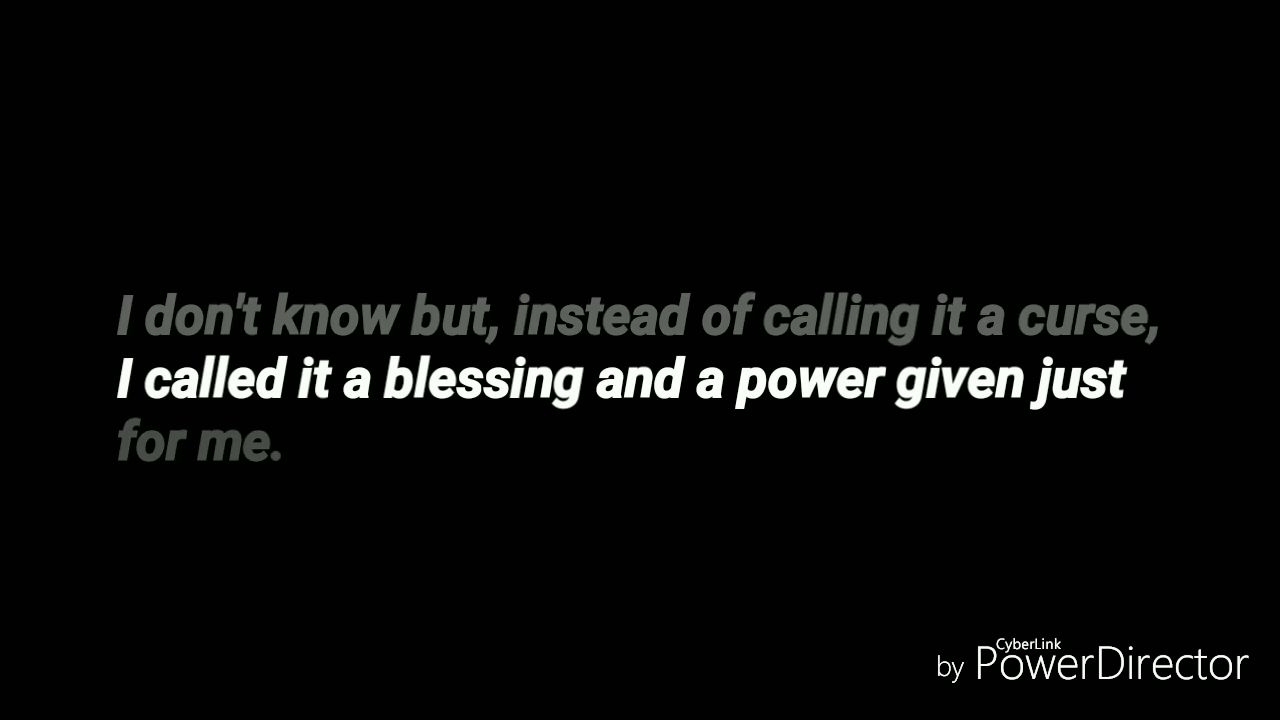 I don't know but, instead of calling it a curse,
I called it a blessing and a power given just
for me.
by CyberLink PowerDirector